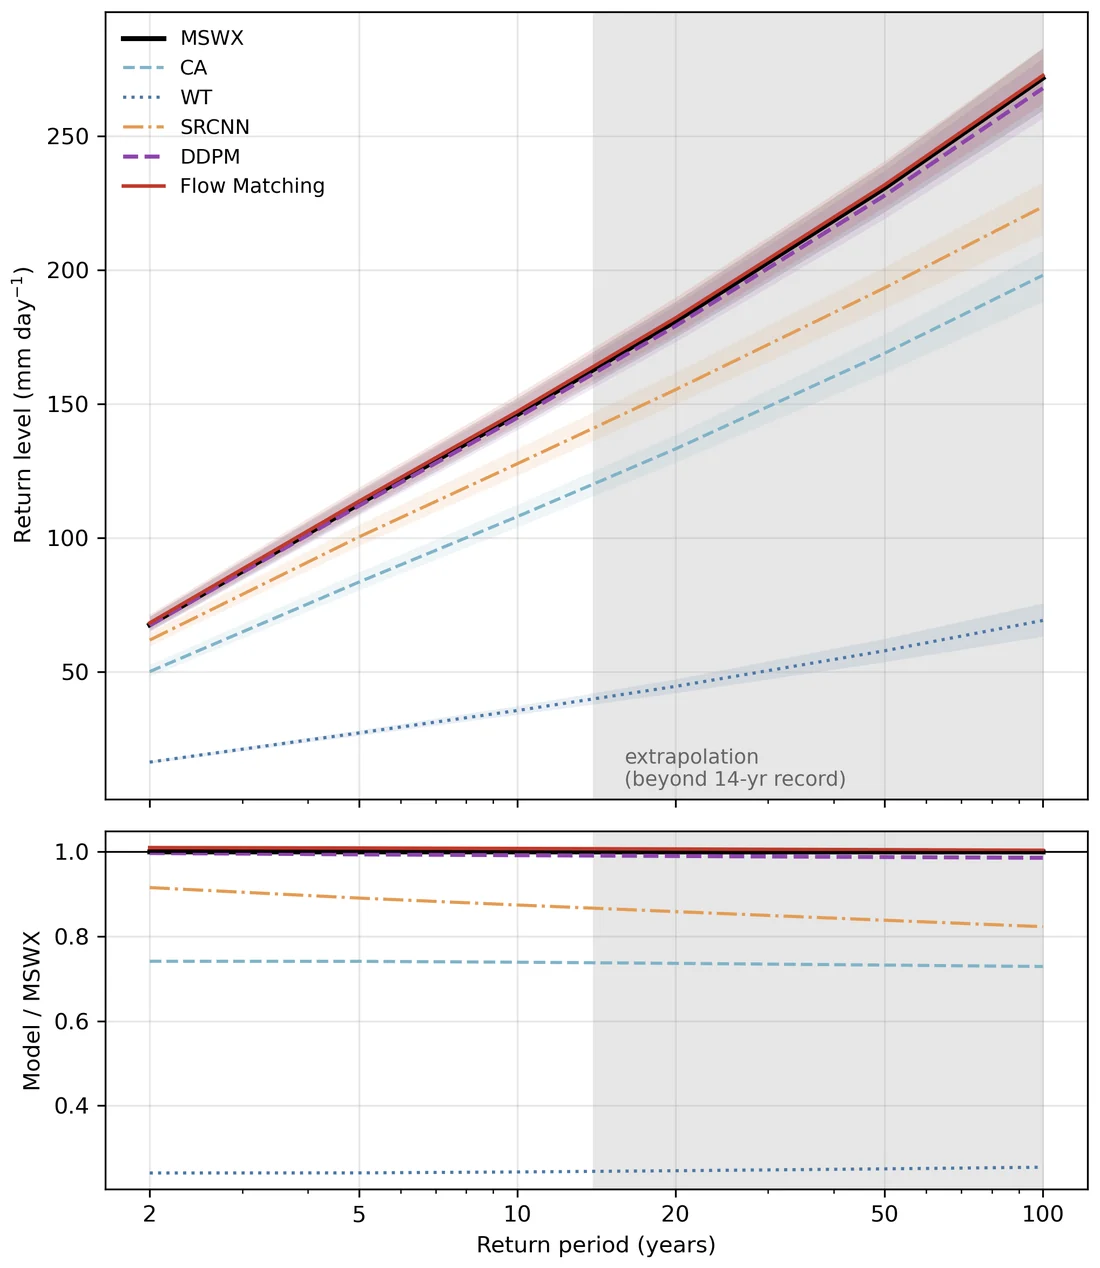 MSWX
CA
WT
SRCNN
DDPM
Flow Matching
250
200
150
100
50
Return level (mm day⁻¹)
extrapolation
(beyond 14-yr record)
1.0
0.8
0.6
0.4
Model / MSWX
2 5 10 20 50 100
Return period (years)